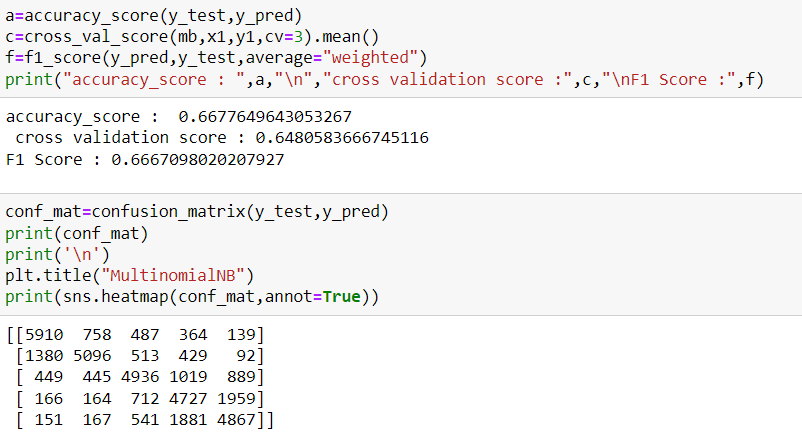 a=accuracy_score(y_test,y_pred)
c=cross_val_score(mb,x1,y1,cv=3).mean()
f=f1_score(y_pred,y_test,average="weighted")
print("accuracy_score : ",a,"\n","cross validation score :",c,"\nF1 Score :",f)
accuracy_score :  0.6677649643053267
 cross validation score : 0.6480583666745116
F1 Score : 0.6667098020207927
conf_mat=confusion_matrix(y_test,y_pred)
print(conf_mat)
print('\n')
plt.title("MultinomialNB")
print(sns.heatmap(conf_mat,annot=True))
[[5910  758  487  364  139]
 [1380 5096  513  429   92]
 [ 449  445 4936 1019  889]
 [ 166  164  712 4727 1959]
 [ 151  167  541 1881 4867]]